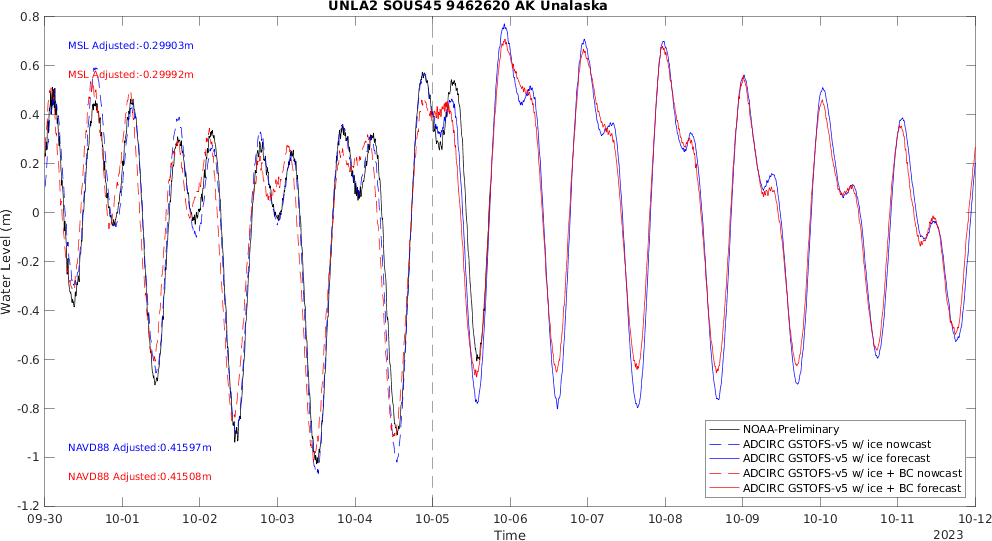 UNLA2 SOUS45 9462620 AK Unalaska
MSL Adjusted:-0.29903m
MSL Adjusted:-0.29992m
NAVD88 Adjusted:0.41597m
NAVD88 Adjusted:0.41508m
Water Level (m)
0.8
0.6
0.4
0.2
0
-0.2
-0.4
-0.6
-0.8
-1
-1.2
NOAA-Preliminary
ADCIRC GSTOFS-v5 w/ ice nowcast
ADCIRC GSTOFS-v5 w/ ice forecast
ADCIRC GSTOFS-v5 w/ ice + BC nowcast
ADCIRC GSTOFS-v5 w/ ice + BC forecast
09-30 10-01 10-02 10-03 10-04 10-05 10-06 10-07 10-08 10-09 10-10 10-11 10-12
Time
2023